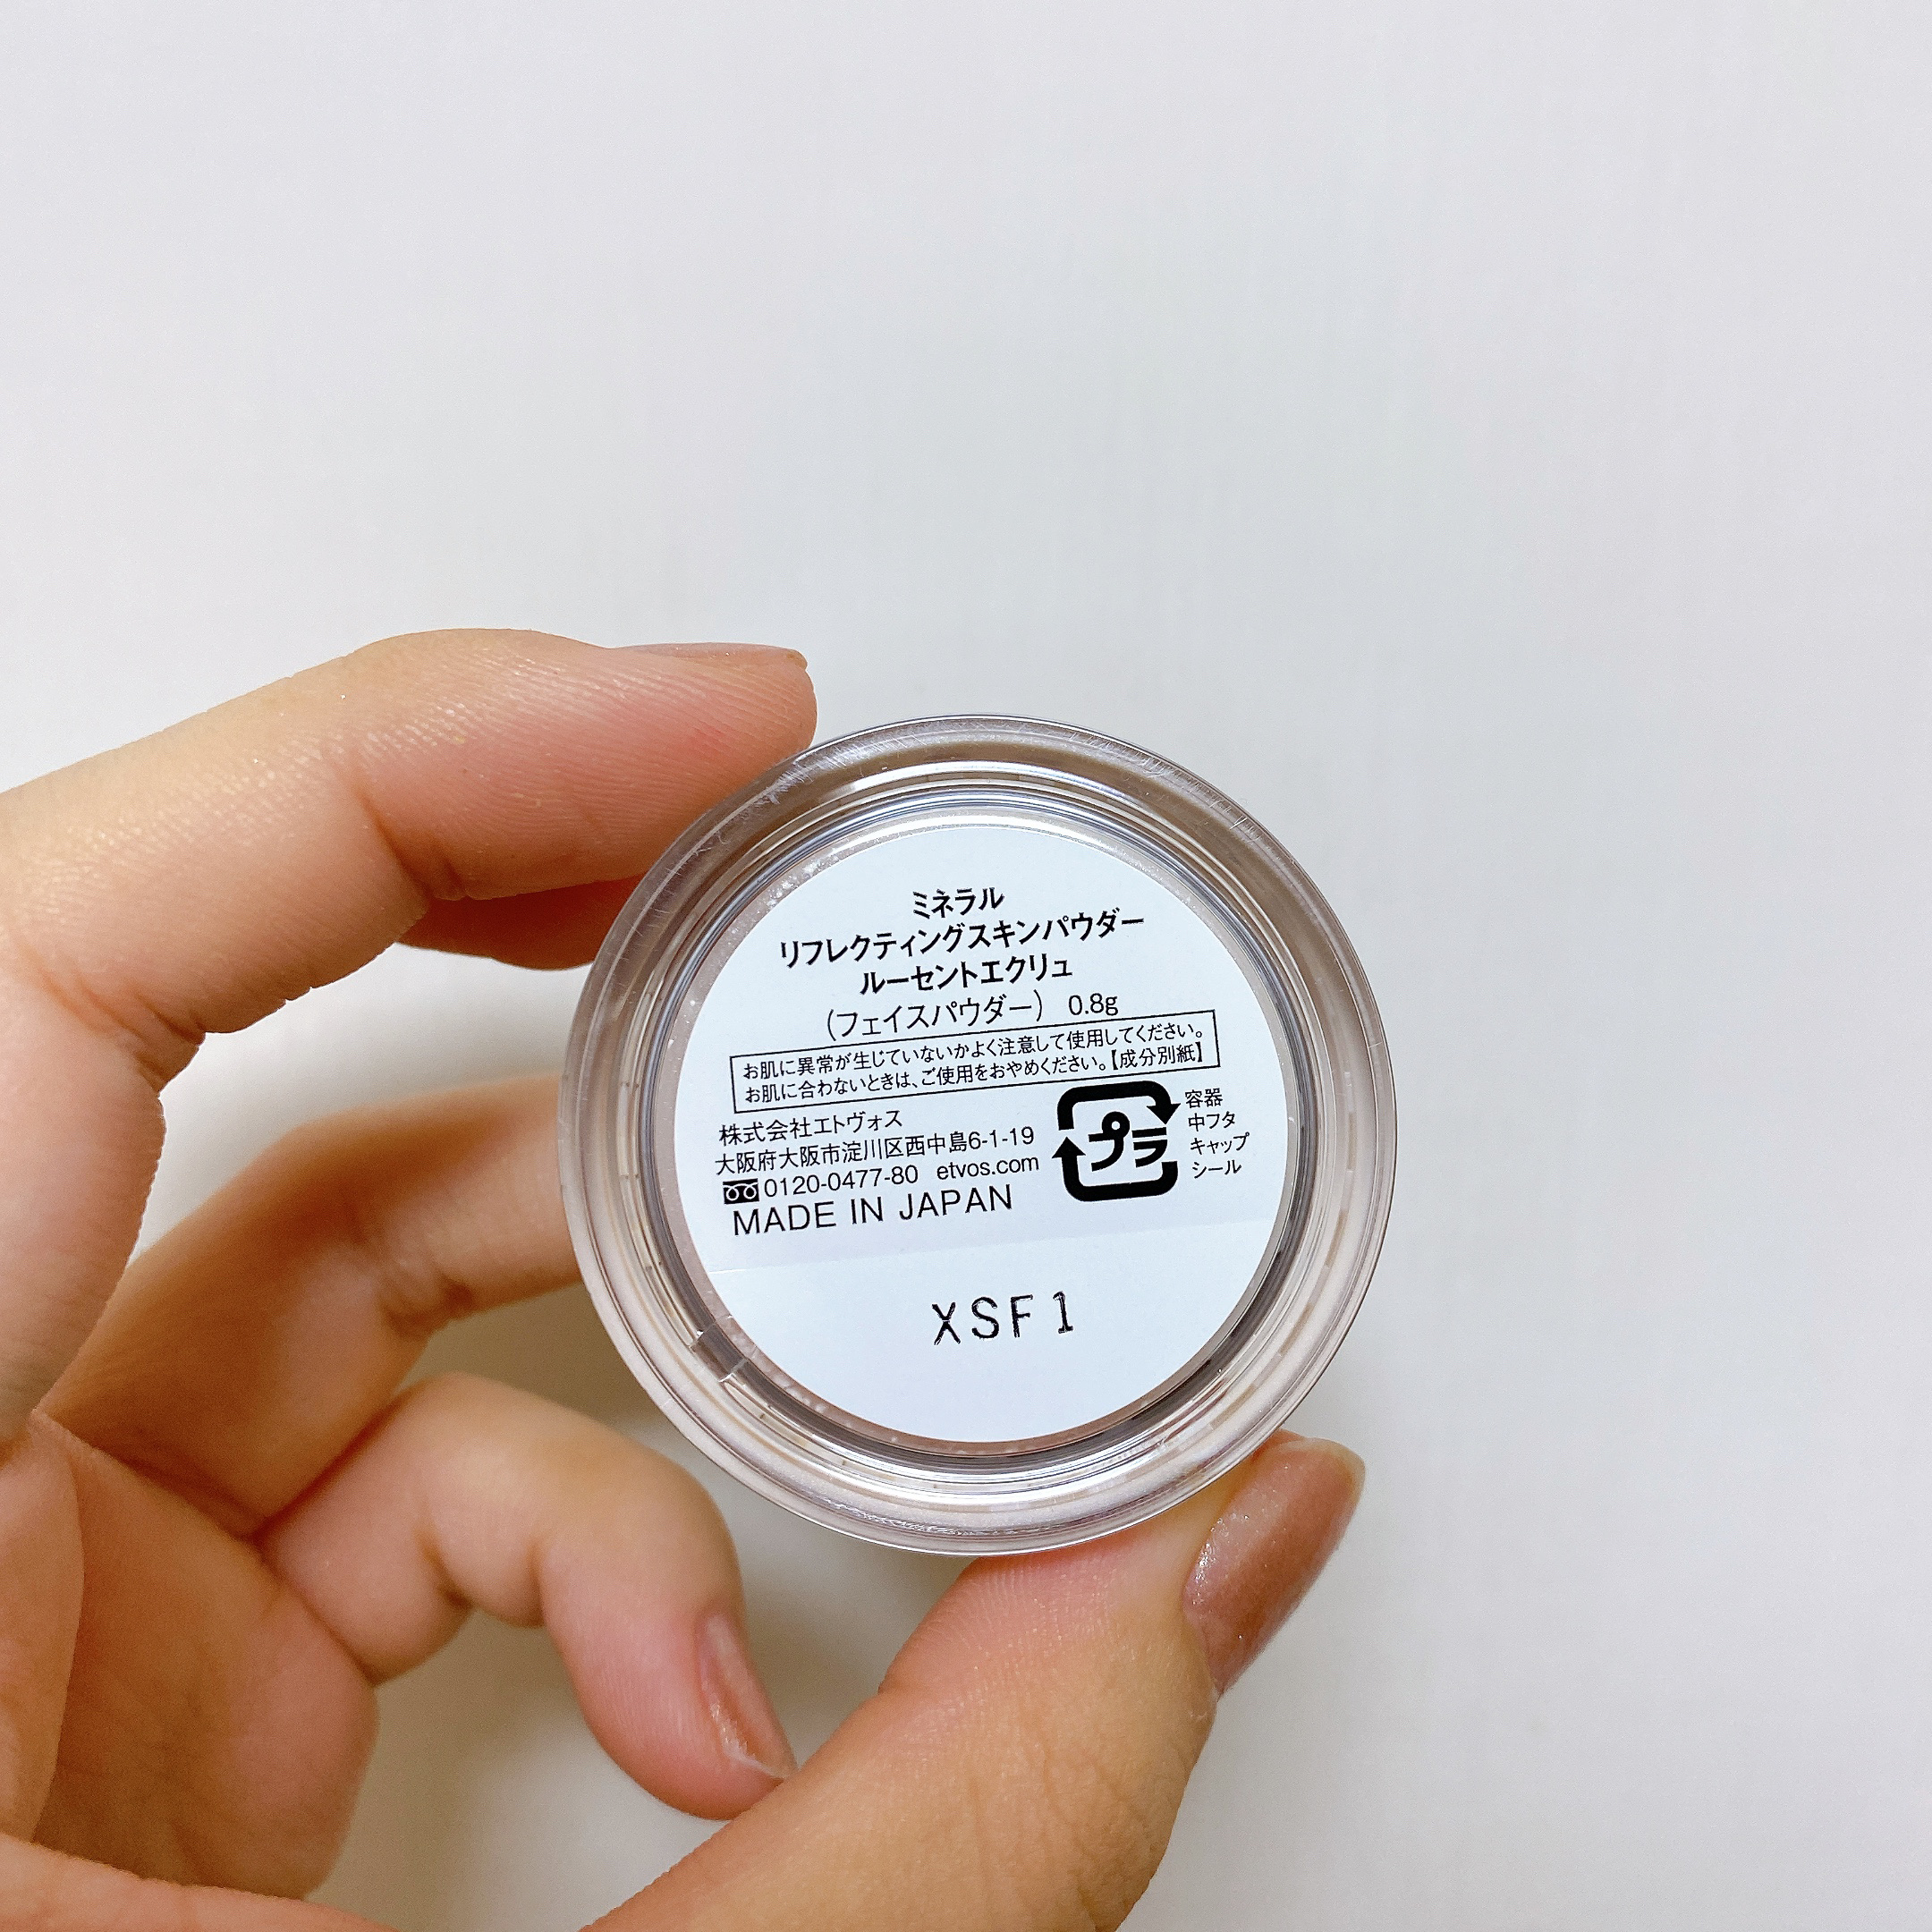 ミネラル
リフレクティングスキンパウダー
ルーセントエクリュ
（フェイスパウダー） 0.8g
お肌に異常が生じていないかよく注意して使用してください。
お肌に合わないときは、ご使用をおやめください。【成分別紙】
株式会社エトヴォス
大阪府大阪市淀川区西中島6-1-19
0120-0477-80 etvos.com
MADE IN JAPAN
プラ
容器
中フタ
キャップ
シール
XSF1